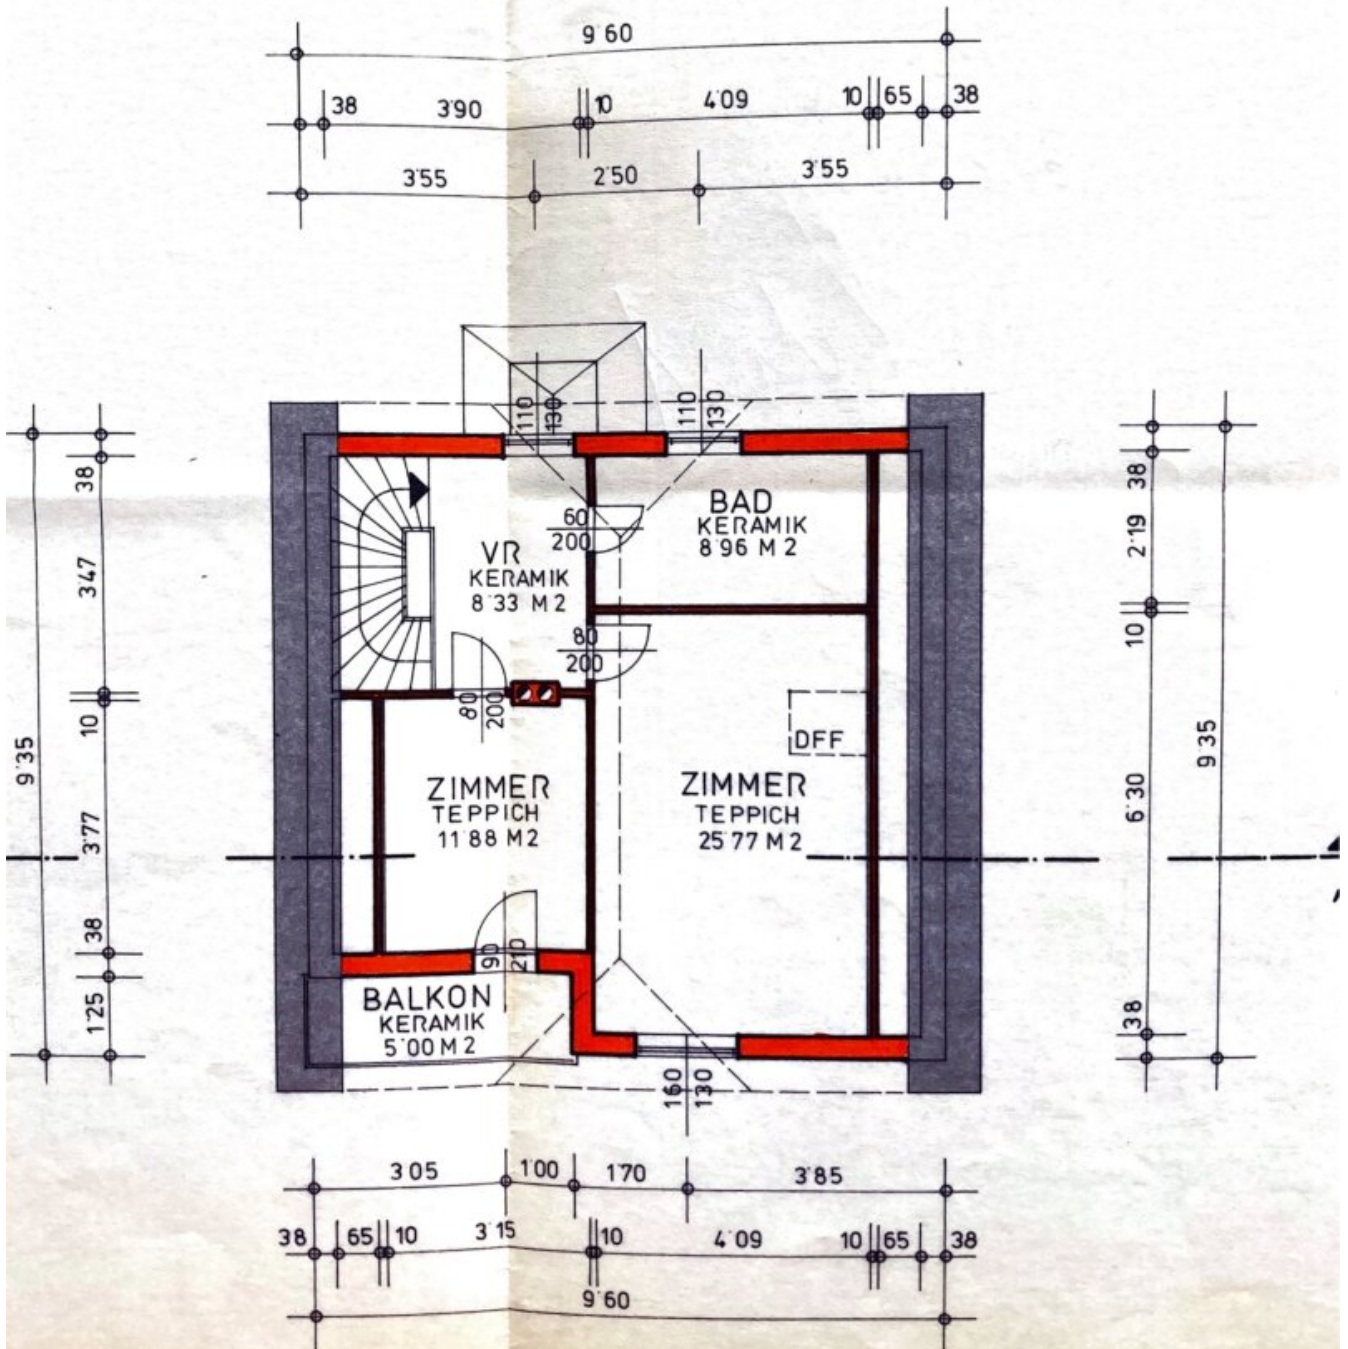 9'60
38 3'90 10 4'09 10 65 38
3'55 2'50 3'55
110
130
110
130
38
3'47
10
3'77
38
1'25
9'35
VR
KERAMIK
8'33 M2
60
200
BAD
KERAMIK
8'96 M2
80
200
80
200
DFF
ZIMMER
TEPPICH
11'88 M2
ZIMMER
TEPPICH
25'77 M2
90
210
BALKON
KERAMIK
5'00 M2
160
130
38
2'19
10
6'30
38
9'35
3'05 1'00 1'70 3'85
38 65 10 3'15 10 4'09 10 65 38
9'60